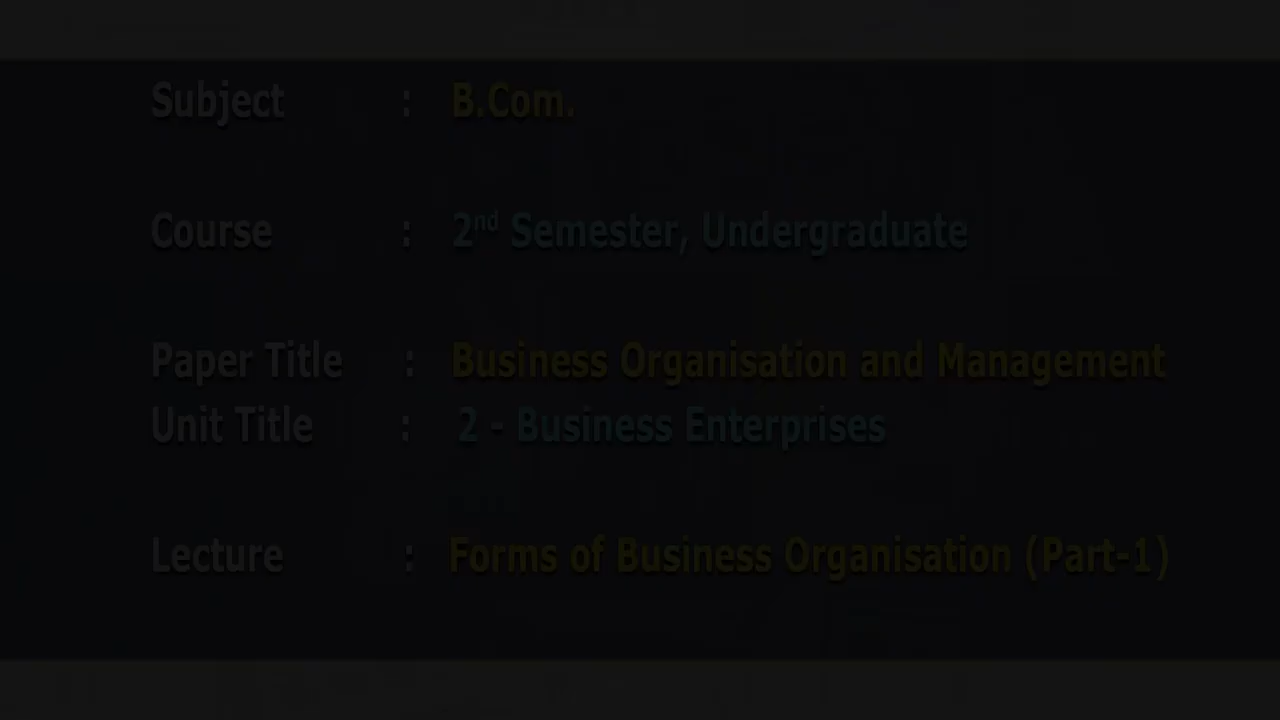 Subject : B.Com.
Course : 2nd Semester, Undergraduate
Paper Title : Business Organisation and Management
Unit Title : 2 - Business Enterprises
Lecture : Forms of Business Organisation (Part-1)